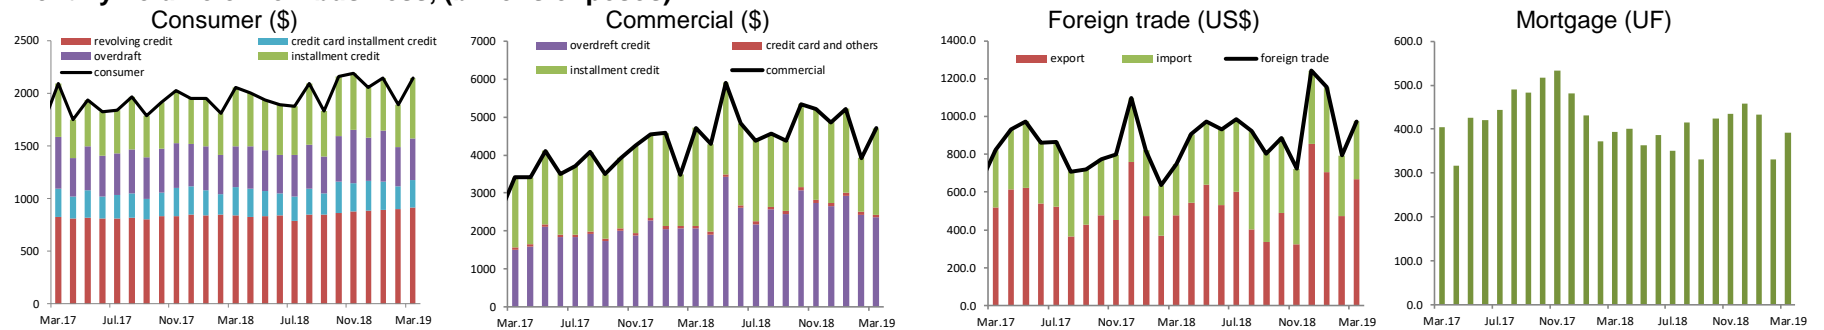 Consumer ($)
revolving credit
credit card installment credit
overdraft
installment credit
consumer
2500
2000
1500
1000
500
0
Mar.17
Jul.17
Nov.17
Mar.18
Jul.18
Nov.18
Mar.19
Commercial ($)
overdreft credit
credit card and others
installment credit
commercial
7000
6000
5000
4000
3000
2000
1000
0
Mar.17
Jul.17
Nov.17
Mar.18
Jul.18
Nov.18
Mar.19
Foreign trade (US$)
export
import
foreign trade
1400.0
1200.0
1000.0
800.0
600.0
400.0
200.0
0.0
Mar.17
Jul.17
Nov.17
Mar.18
Jul.18
Nov.18
Mar.19
Mortgage (UF)
600.0
500.0
400.0
300.0
200.0
100.0
0.0
Mar.17
Jul.17
Nov.17
Mar.18
Jul.18
Nov.18
Mar.19